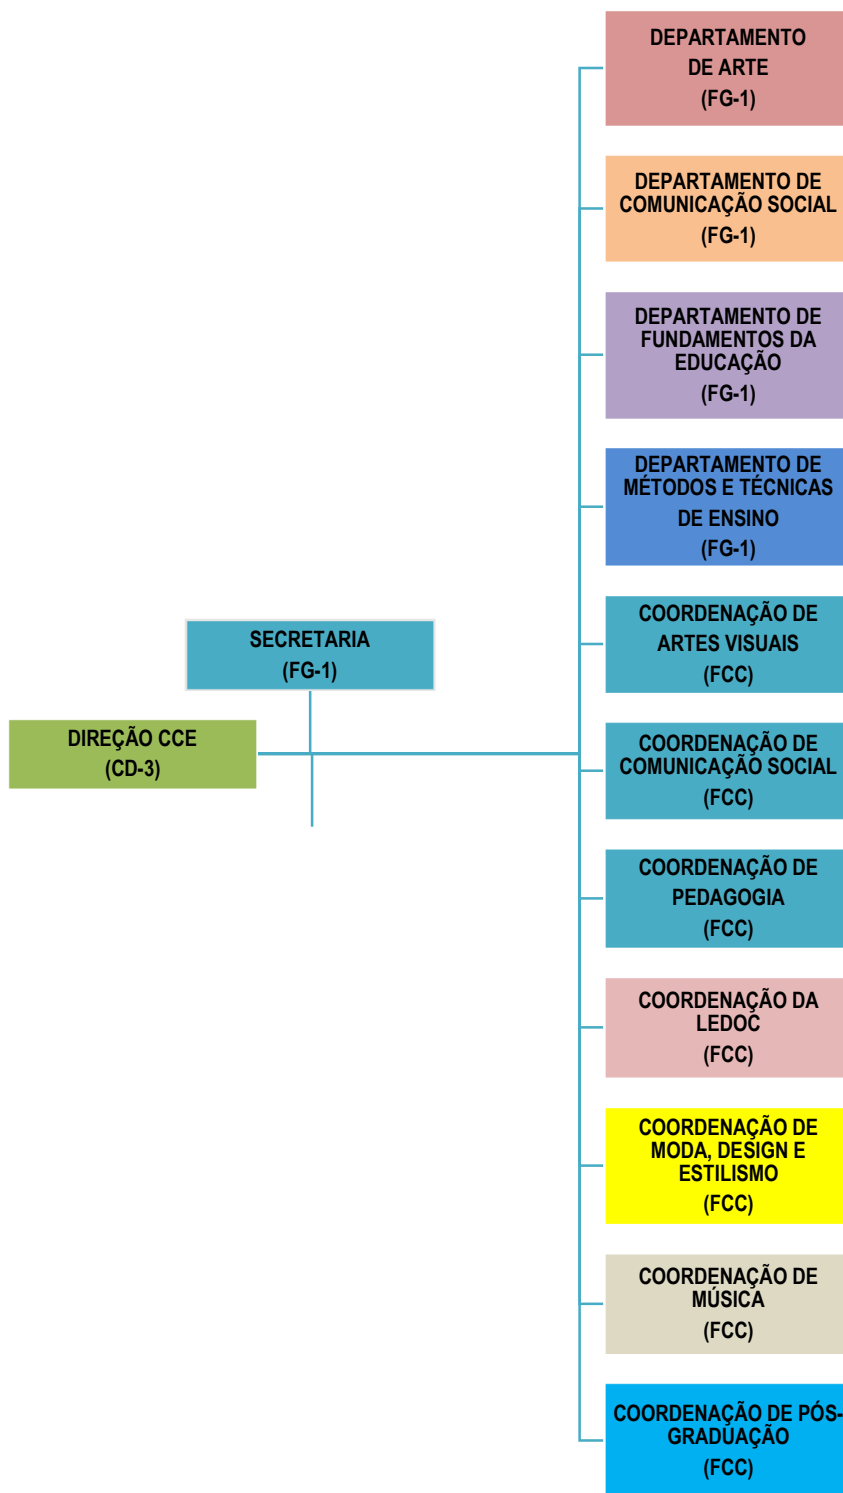 DEPARTAMENTO
DE ARTE
(FG-1)
DEPARTAMENTO DE
COMUNICAÇÃO SOCIAL
(FG-1)
DEPARTAMENTO DE
FUNDAMENTOS DA
EDUCAÇÃO
(FG-1)
DEPARTAMENTO DE
MÉTODOS E TÉCNICAS
DE ENSINO
(FG-1)
COORDENAÇÃO DE
ARTES VISUAIS
(FCC)
SECRETARIA
(FG-1)
DIREÇÃO CCE
(CD-3)
COORDENAÇÃO DE
COMUNICAÇÃO SOCIAL
(FCC)
COORDENAÇÃO DE
PEDAGOGIA
(FCC)
COORDENAÇÃO DA
LEDOC
(FCC)
COORDENAÇÃO DE
MODA, DESIGN E
ESTILISMO
(FCC)
COORDENAÇÃO DE
MÚSICA
(FCC)
COORDENAÇÃO DE PÓS-
GRADUAÇÃO
(FCC)